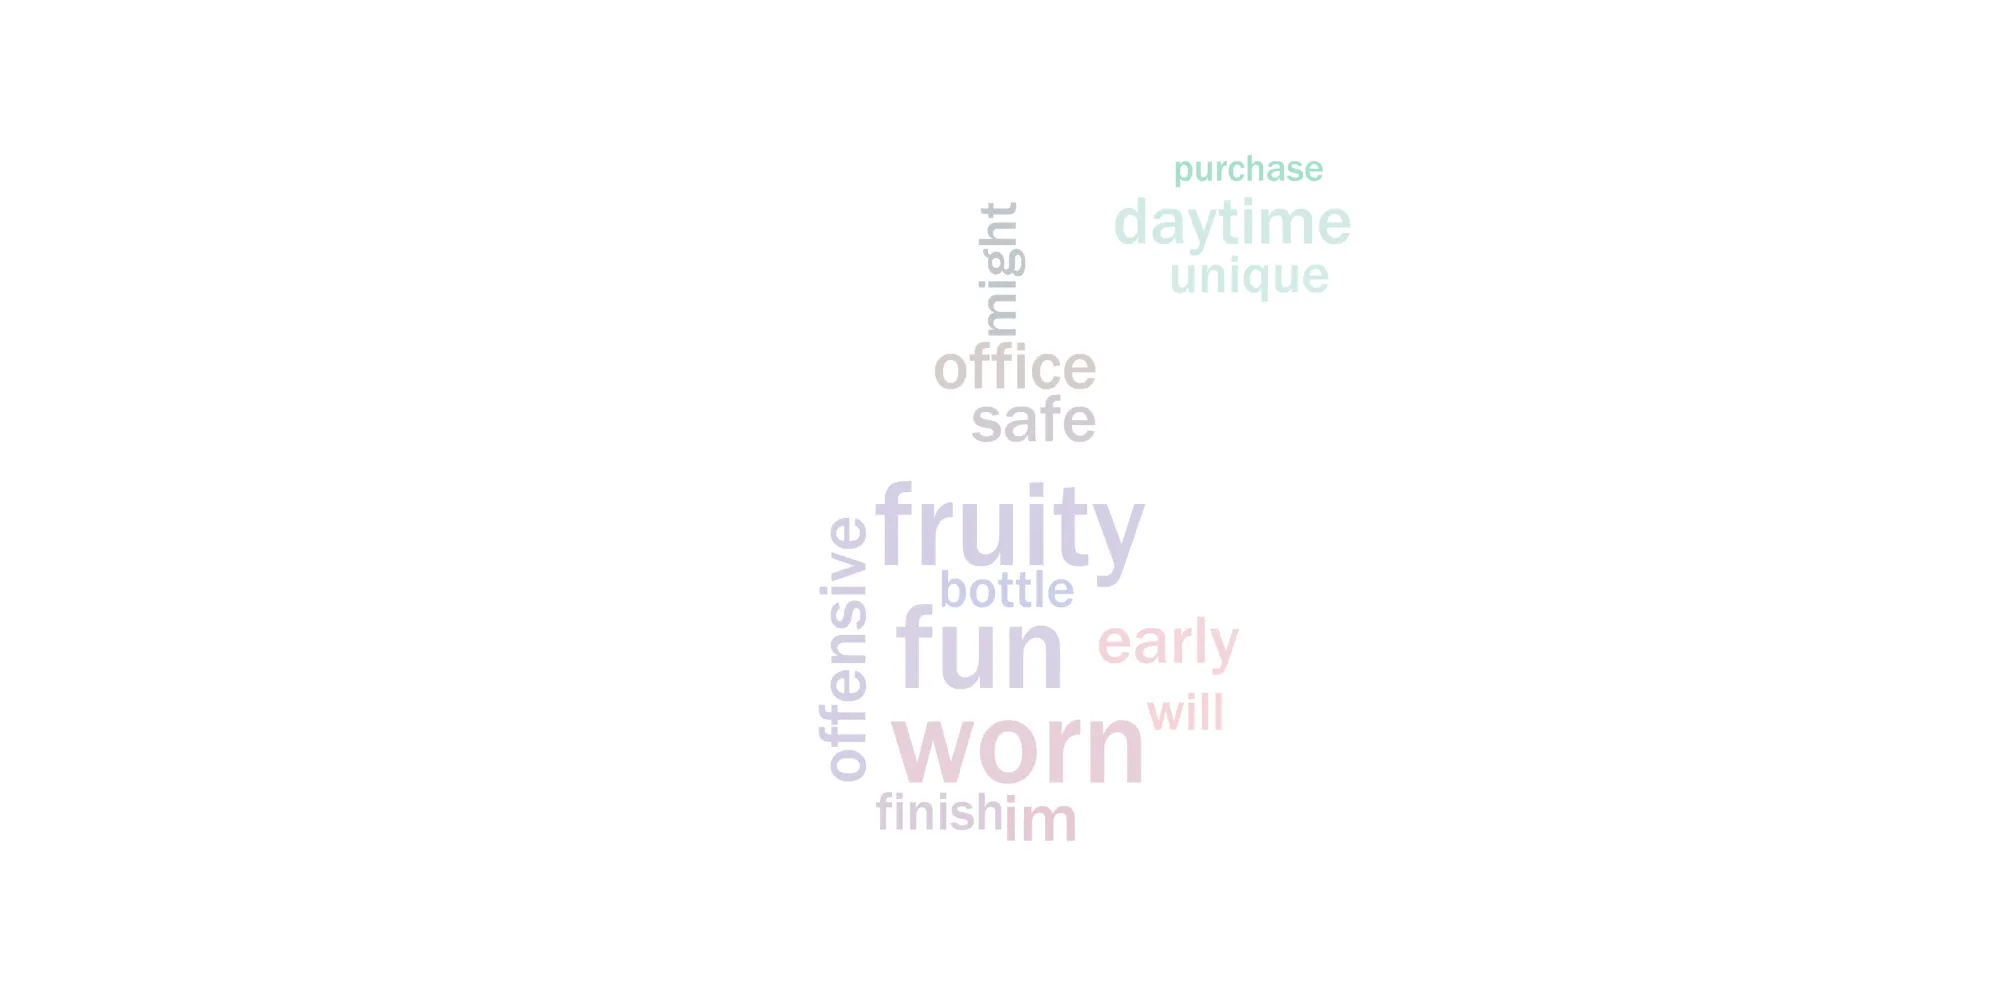 purchase
daytime
unique
might
office
safe
fruity
offensive
bottle
fun
early
will
worn
finish
im